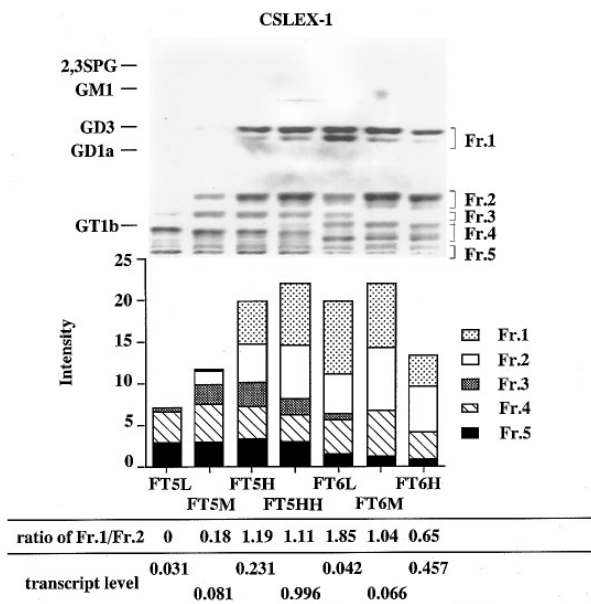 CSLEX-1
2,3SPG
GM1
GD3
GD1a
GT1b
Fr.1
Fr.2
Fr.3
Fr.4
Fr.5
Intensity
25
20
15
10
5
0
Fr.1
Fr.2
Fr.3
Fr.4
Fr.5
FT5L FT5M FT5H FT5HH FT6L FT6M FT6H
ratio of Fr.1/Fr.2 0 0.18 1.19 1.11 1.85 1.04 0.65
transcript level 0.031 0.081 0.231 0.996 0.042 0.066 0.457